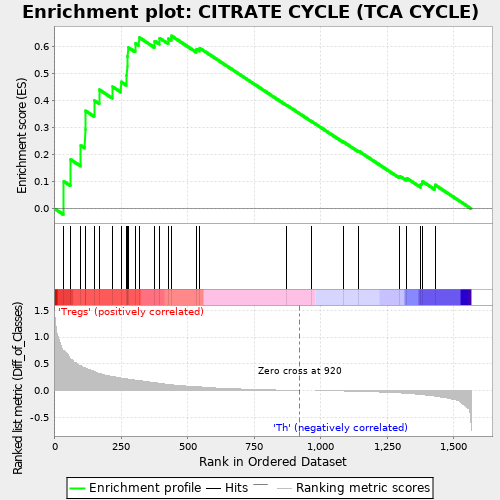 Enrichment plot: CITRATE CYCLE (TCA CYCLE)
Enrichment score (ES)
0.6
0.5
0.4
0.3
0.2
0.1
0.0
'Tregs' (positively correlated)
Ranked list metric (Diff_of_Classes)
1.5
1.0
0.5
0.0
-0.5
Zero cross at 920
'Th' (negatively correlated)
0 250 500 750 1,000 1,250 1,500
Rank in Ordered Dataset
Enrichment profile Hits Ranking metric scores